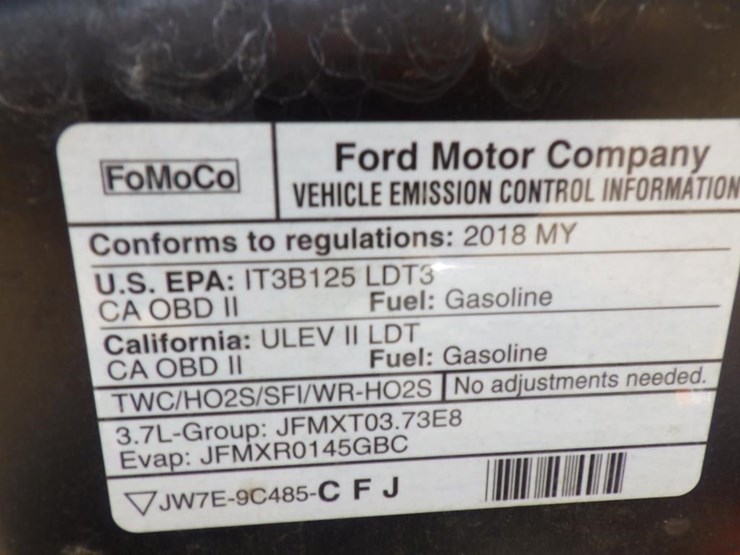 FoMoCo
Ford Motor Company
VEHICLE EMISSION CONTROL INFORMATION
Conforms to regulations: 2018 MY
U.S. EPA: IT3B125 LDT3
CA OBD II Fuel: Gasoline
California: ULEV II LDT
CA OBD II Fuel: Gasoline
TWC/HO2S/SFI/WR-HO2S No adjustments needed.
3.7L-Group: JFMXT03.73E8
Evap: JFMXR0145GBC
▽JW7E-9C485-C F J